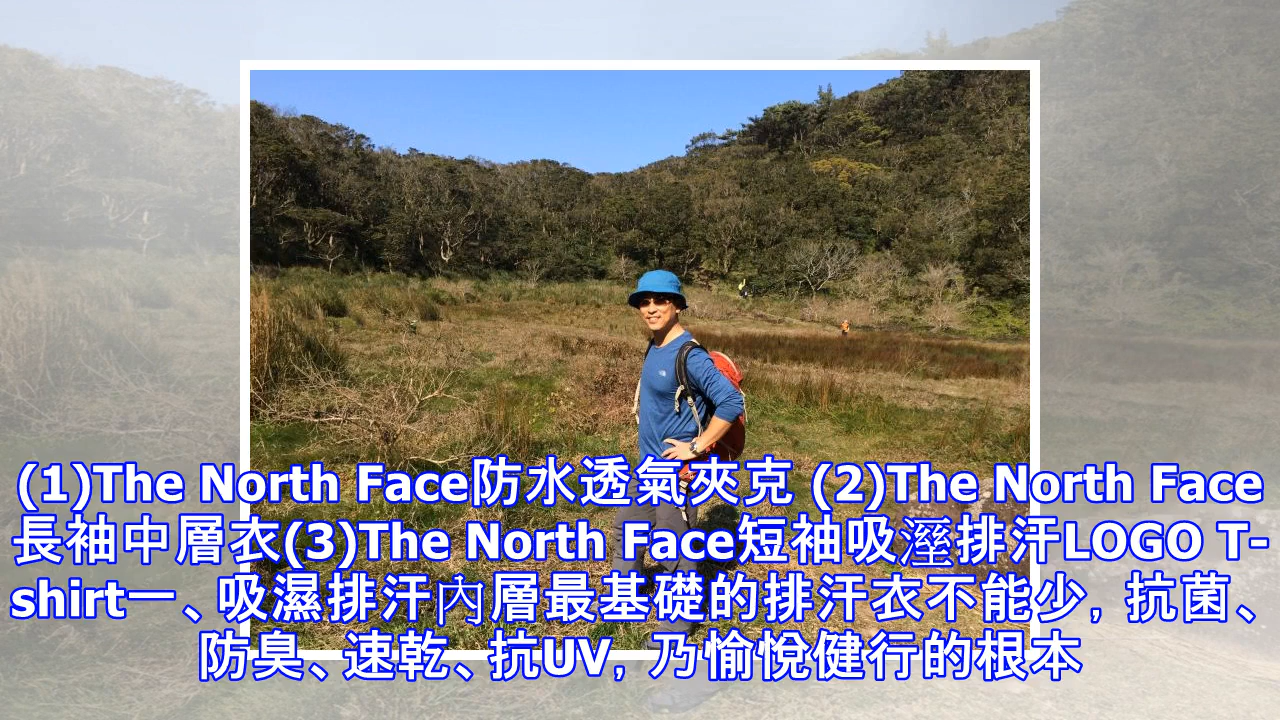 (1)The North Face防水透氣夾克 (2)The North Face
長袖中層衣(3)The North Face短袖吸溼排汗LOGO T-
shirt一、吸濕排汗內層最基礎的排汗衣不能少，抗菌、
防臭、速乾、抗UV，乃愉悅健行的根本